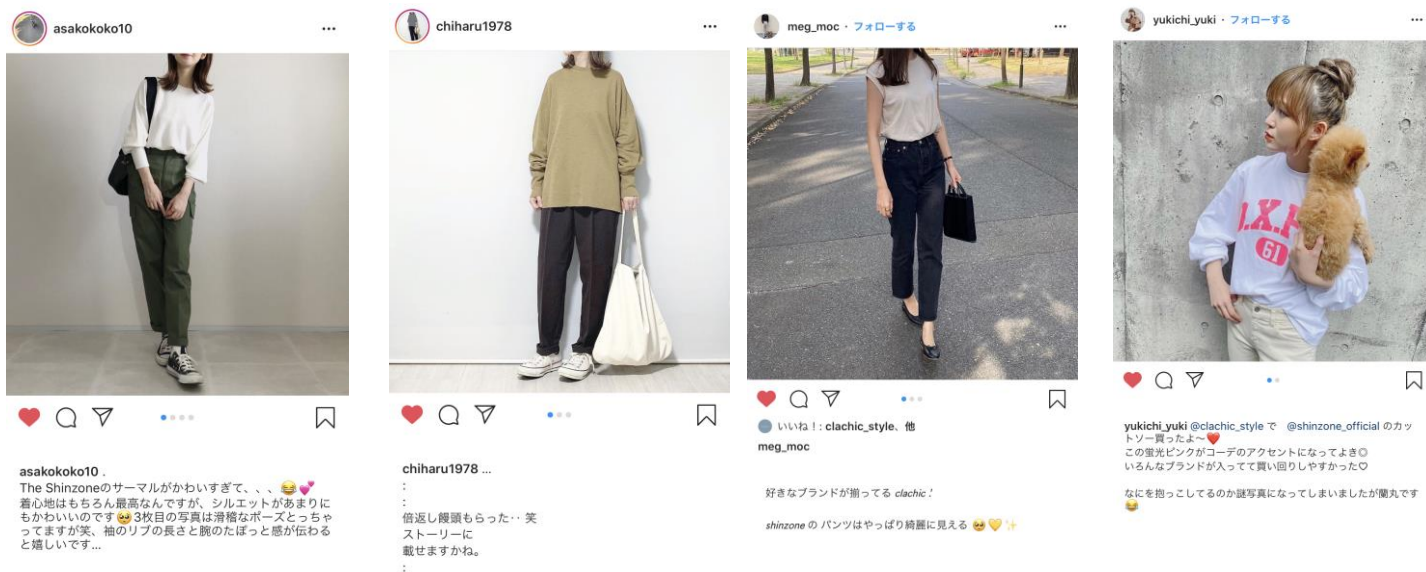 asakokoko10
asakokoko10 .
The Shinzoneのサーマルがかわいすぎて、、、😂💕
着心地はもちろん最高なんですが、シルエットがあまりに
もかわいいのです🥺3枚目の写真は滑稽なポーズとっちゃ
ってますが笑、袖のリブの長さと腕のたぼっと感が伝わる
と嬉しいです...
chiharu1978
chiharu1978 ...
:
:
倍返し饅頭もらった‥ 笑
ストーリーに
載せますかね。
:
meg_moc · フォローする
いいね！: clachic_style、他
meg_moc
好きなブランドが揃ってる clachic !
shinzone の パンツはやっぱり綺麗に見える 🥺💛✨
yukichi_yuki · フォローする
61
yukichi_yuki @clachic_style で @shinzone_official のカッ
トソー買ったよ〜❤️
この蛍光ピンクがコーデのアクセントになってよき◎
いろんなブランドが入ってて買い回りしやすかった♡
なにを抱っこしてるのか謎写真になってしまいましたが蘭丸です
😂